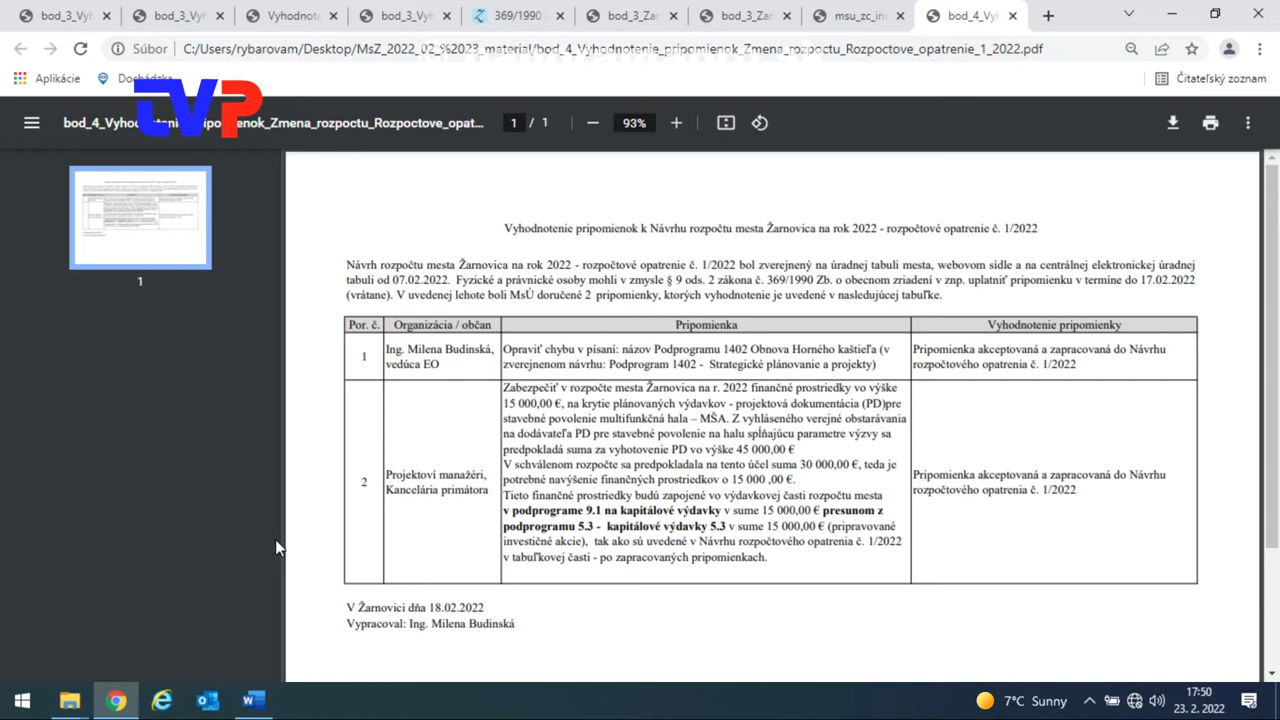 bod_3_Vyh
bod_3_Vyh
Vyhodnote
bod_3_Vyh
369/1990 Z
bod_3_Zar
bod_3_Zar
msu_zc_in
bod_4_Vy
Súbor
C:/Users/rybarovam/Desktop/MsZ_2022_02_%2023_material/bod_4_Vyhodnotenie_pripomienok_Zmena_rozpoctu_Rozpoctove_opatrenie_1_2022.pdf
Aplikácie
Dochádzka
Čitateľský zoznam
TVP
1 / 1
93%
1
Vyhodnotenie pripomienok k Návrhu rozpočtu mesta Žarnovica na rok 2022 - rozpočtové opatrenie č. 1/2022
Návrh rozpočtu mesta Žarnovica na rok 2022 - rozpočtové opatrenie č. 1/2022 bol zverejnený na úradnej tabuli mesta, webovom sídle a na centrálnej elektronickej úradnej
tabuli od 07.02.2022. Fyzické a právnické osoby mohli v zmysle § 9 ods. 2 zákona č. 369/1990 Zb. o obecnom zriadení v znp. uplatniť pripomienku v termíne do 17.02.2022
(vrátane). V uvedenej lehote boli MsÚ doručené 2 pripomienky, ktorých vyhodnotenie je uvedené v nasledujúcej tabuľke.
Por. č.
Organizácia / občan
Pripomienka
Vyhodnotenie pripomienky
1
Ing. Milena Budinská,
vedúca EO
Opraviť chybu v písaní: názov Podprogramu 1402 Obnova Horného kaštieľa (v
zverejnenom návrhu: Podprogram 1402 - Strategické plánovanie a projekty)
Pripomienka akceptovaná a zapracovaná do Návrhu
rozpočtového opatrenia č. 1/2022
2
Projektoví manažéri,
Kancelária primátora
Zabezpečiť v rozpočte mesta Žarnovica na r. 2022 finančné prostriedky vo výške
15 000,00 €, na krytie plánovaných výdavkov - projektová dokumentácia (PD)pre
stavebné povolenie multifunkčná hala – MŠA. Z vyhláseného verejné obstarávania
na dodávateľa PD pre stavebné povolenie na halu spĺňajúcu parametre výzvy sa
predpokladá suma za vyhotovenie PD vo výške 45 000,00 €
V schválenom rozpočte sa predpokladala na tento účel suma 30 000,00 €, teda je
potrebné navýšenie finančných prostriedkov o 15 000 ,00 €.
Tieto finančné prostriedky budú zapojené vo výdavkovej časti rozpočtu mesta
v podprograme 9.1 na kapitálové výdavky v sume 15 000,00 € presunom z
podprogramu 5.3 - kapitálové výdavky 5.3 v sume 15 000,00 € (pripravované
investičné akcie), tak ako sú uvedené v Návrhu rozpočtového opatrenia č. 1/2022
v tabuľkovej časti - po zapracovaných pripomienkach.
Pripomienka akceptovaná a zapracovaná do Návrhu
rozpočtového opatrenia č. 1/2022
V Žarnovici dňa 18.02.2022
Vypracoval: Ing. Milena Budinská
7°C Sunny
17:50
23. 2. 2022